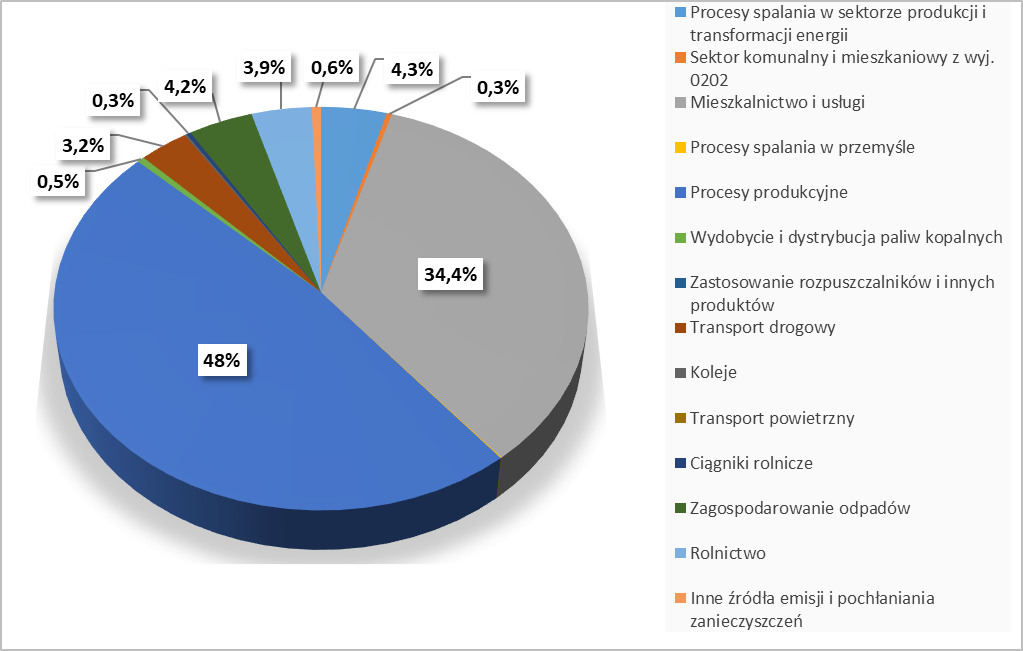 3,9%
0,6%
4,3%
0,3%
4,2%
0,3%
3,2%
0,5%
34,4%
48%
Procesy spalania w sektorze produkcji i
transformacji energii
Sektor komunalny i mieszkaniowy z wyj.
0202
Mieszkalnictwo i usługi
Procesy spalania w przemyśle
Procesy produkcyjne
Wydobycie i dystrybucja paliw kopalnych
Zastosowanie rozpuszczalników i innych
produktów
Transport drogowy
Koleje
Transport powietrzny
Ciągniki rolnicze
Zagospodarowanie odpadów
Rolnictwo
Inne źródła emisji i pochłaniania
zanieczyszczeń